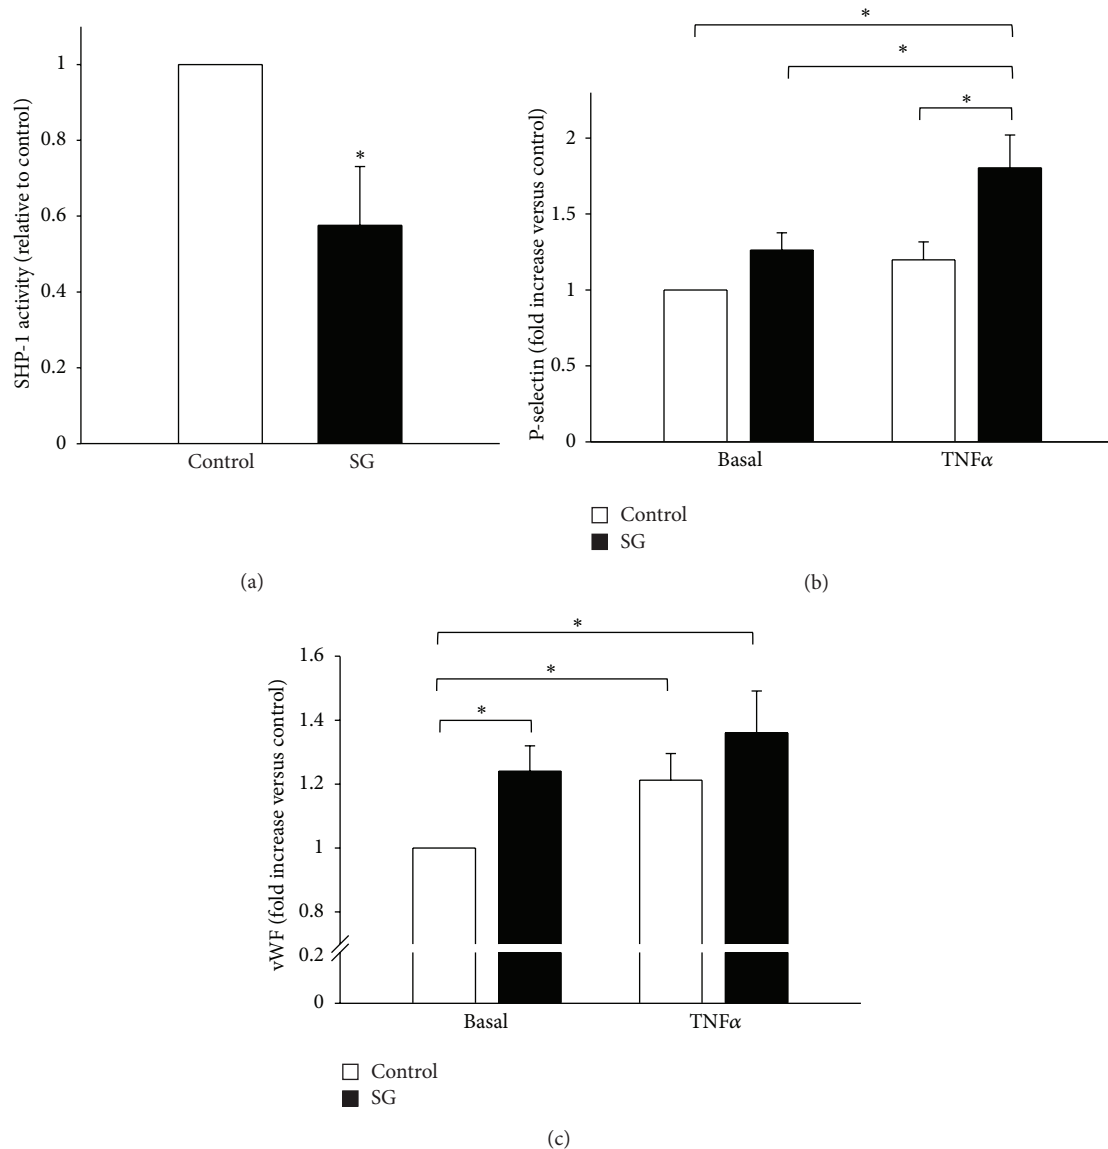 SHP-1 activity (relative to control)
1
0.8
0.6
0.4
0.2
0
*
Control SG
(a)
P-selectin (fold increase versus control)
2
1.5
1
0.5
0
*
*
*
Basal TNFα
Control
SG
(b)
vWF (fold increase versus control)
1.6
1.4
1.2
1
0.8
0.2
0
*
*
*
Basal TNFα
Control
SG
(c)